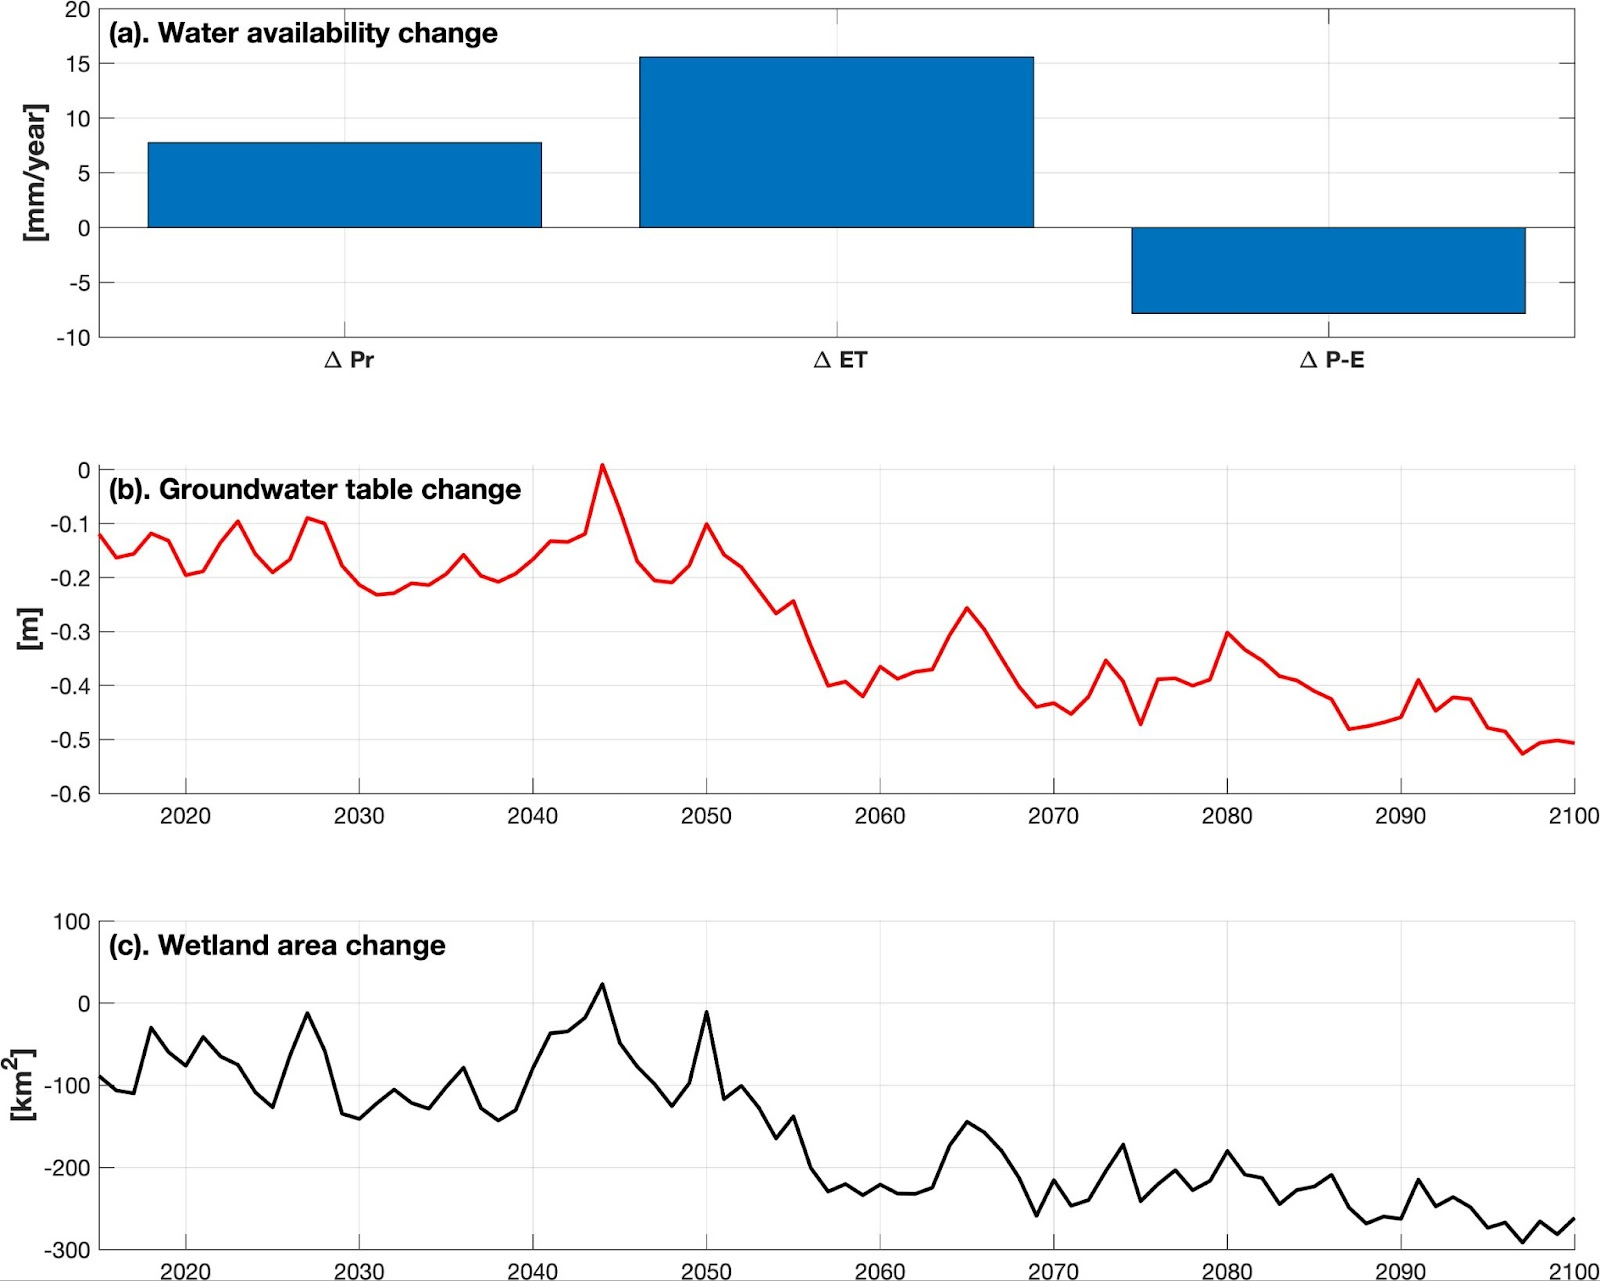 (a). Water availability change
[mm/year]
20
15
10
5
0
-5
-10
Δ Pr
Δ ET
Δ P-E
(b). Groundwater table change
[m]
0
-0.1
-0.2
-0.3
-0.4
-0.5
-0.6
2020 2030 2040 2050 2060 2070 2080 2090 2100
(c). Wetland area change
[km²]
100
0
-100
-200
-300
2020 2030 2040 2050 2060 2070 2080 2090 2100